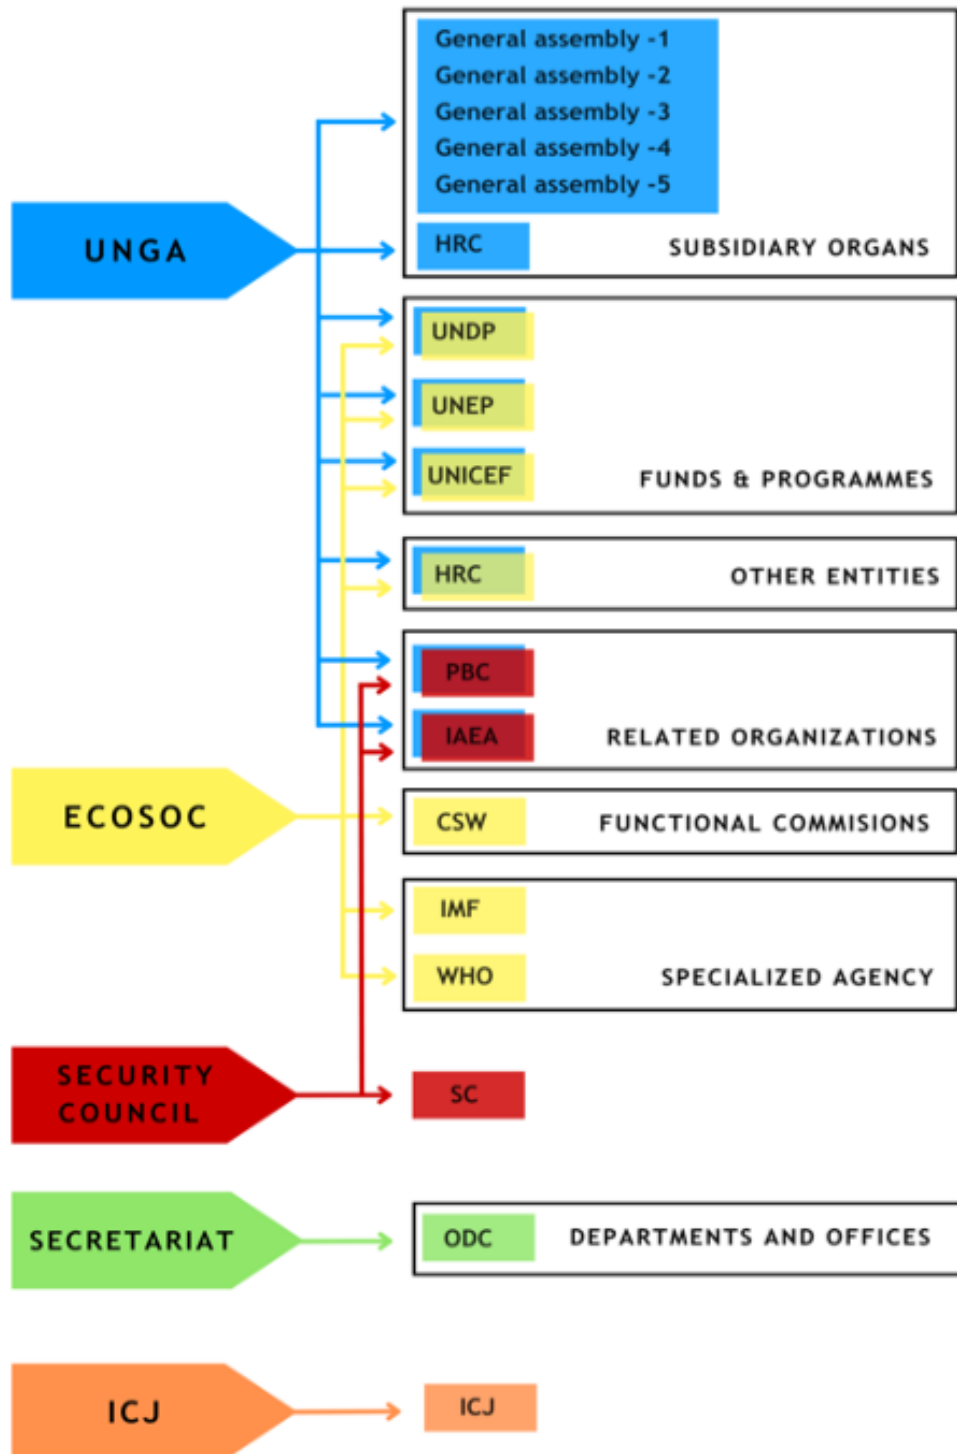 General assembly -1
General assembly -2
General assembly -3
General assembly -4
General assembly -5
UNGA
HRC
SUBSIDIARY ORGANS
UNDP
UNEP
UNICEF
FUNDS & PROGRAMMES
HRC
OTHER ENTITIES
PBC
IAEA
RELATED ORGANIZATIONS
ECOSOC
CSW
FUNCTIONAL COMMISIONS
IMF
WHO
SPECIALIZED AGENCY
SECURITY
COUNCIL
SC
SECRETARIAT
ODC
DEPARTMENTS AND OFFICES
ICJ
ICJ